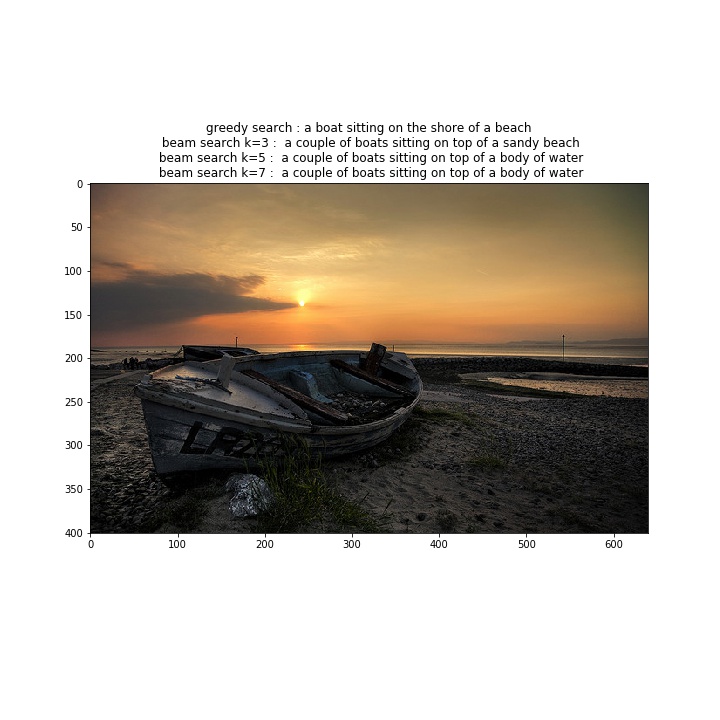 greedy search : a boat sitting on the shore of a beach
beam search k=3 :  a couple of boats sitting on top of a sandy beach
beam search k=5 :  a couple of boats sitting on top of a body of water
beam search k=7 :  a couple of boats sitting on top of a body of water
0
50
100
150
200
250
300
350
400
0 100 200 300 400 500 600